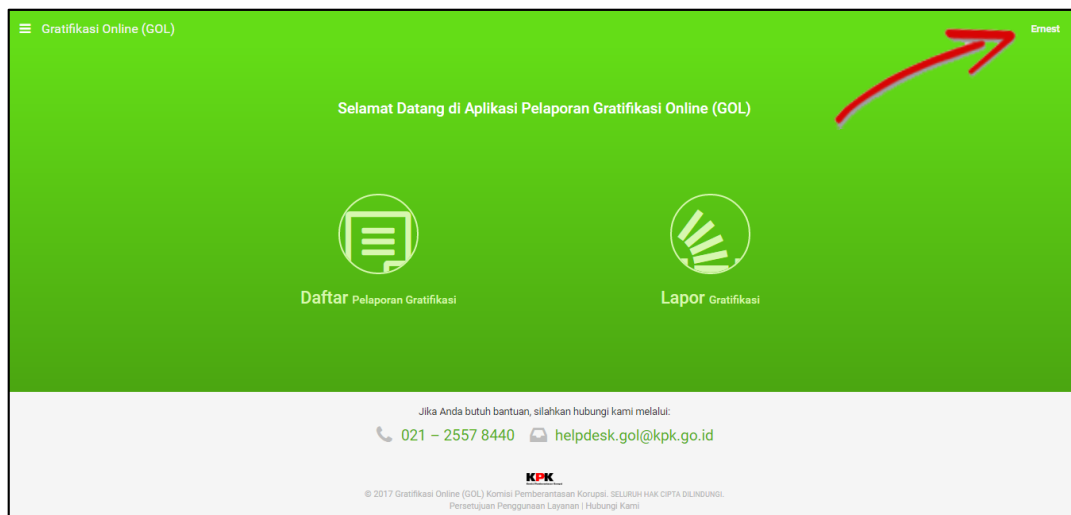 Gratifikasi Online (GOL)
Ernest
Selamat Datang di Aplikasi Pelaporan Gratifikasi Online (GOL)
Daftar Pelaporan Gratifikasi
Lapor Gratifikasi
Jika Anda butuh bantuan, silahkan hubungi kami melalui:
021 – 2557 8440 helpdesk.gol@kpk.go.id
KPK
© 2017 Gratifikasi Online (GOL) Komisi Pemberantasan Korupsi. SELURUH HAK CIPTA DILINDUNGI.
Persetujuan Penggunaan Layanan | Hubungi Kami